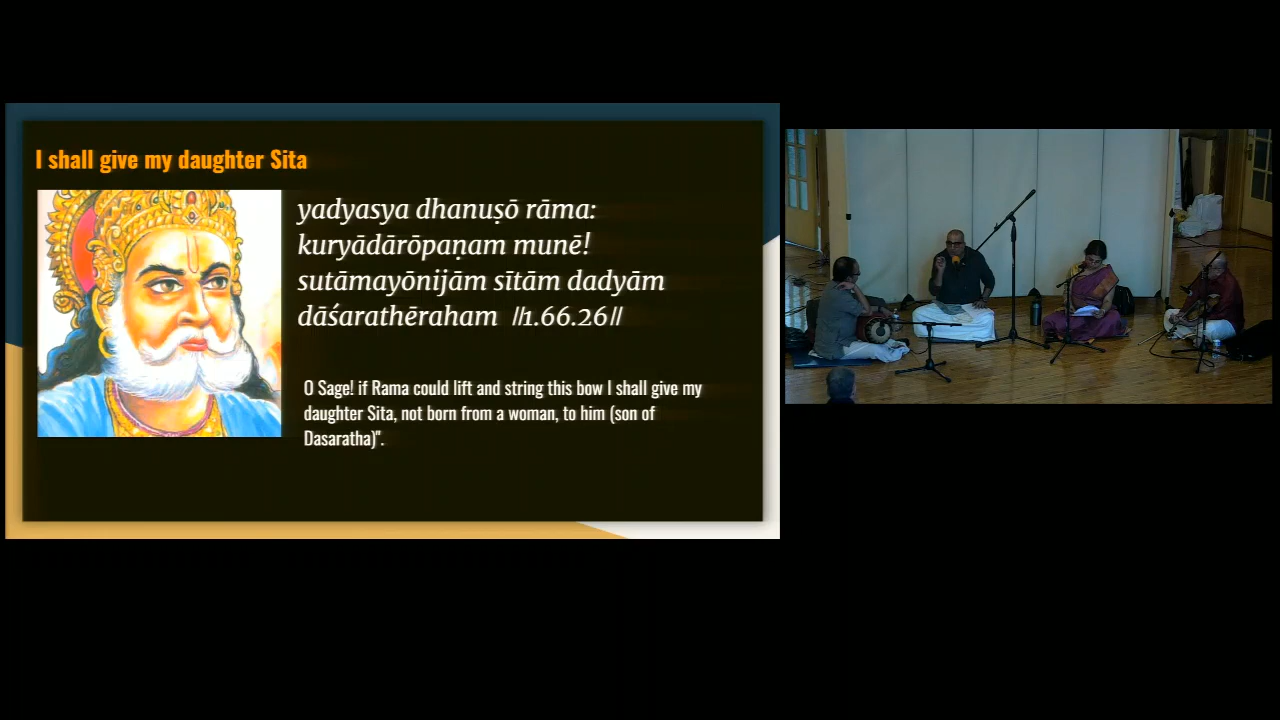 I shall give my daughter Sita
yadyasya dhanuṣō rāma:
kuryādārōpaṇam munē!
sutāmayōnijām sītām dadyām
dāśarathēraham //1.66.26//
O Sage! if Rama could lift and string this bow I shall give my
daughter Sita, not born from a woman, to him (son of
Dasaratha)".